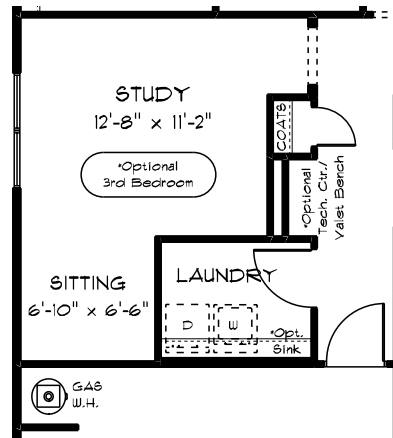 STUDY
12'-8" x 11'-2"
*Optional
3rd Bedroom
COATS
*Optional
Tech. Ctr./
Valet Bench
SITTING
6'-10" x 6'-6"
LAUNDRY
D
W
*Opt.
Sink
GAS
W.H.